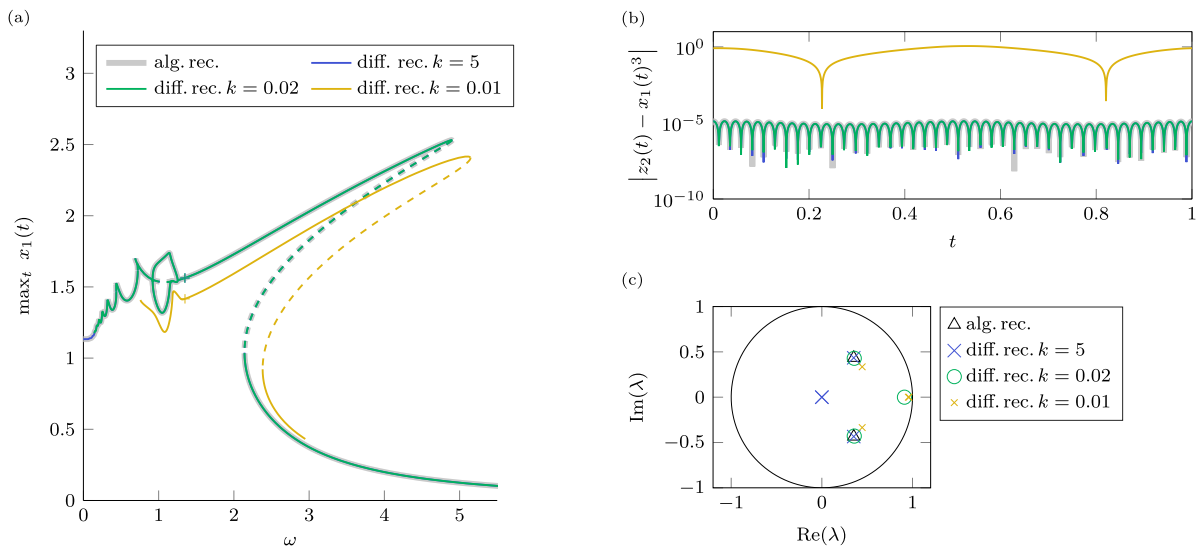 (a)
alg. rec.
diff. rec. k = 5
diff. rec. k = 0.02
diff. rec. k = 0.01
3
2.5
2
1.5
1
0.5
0
0 1 2 3 4 5
max_t x_1(t)
ω
(b)
|z_2(t) − x_1(t)^3|
10^0
10^−5
10^−10
0 0.2 0.4 0.6 0.8 1
t
(c)
1
0.5
0
−0.5
−1
−1 0 1
Im(λ)
Re(λ)
alg. rec.
diff. rec. k = 5
diff. rec. k = 0.02
diff. rec. k = 0.01